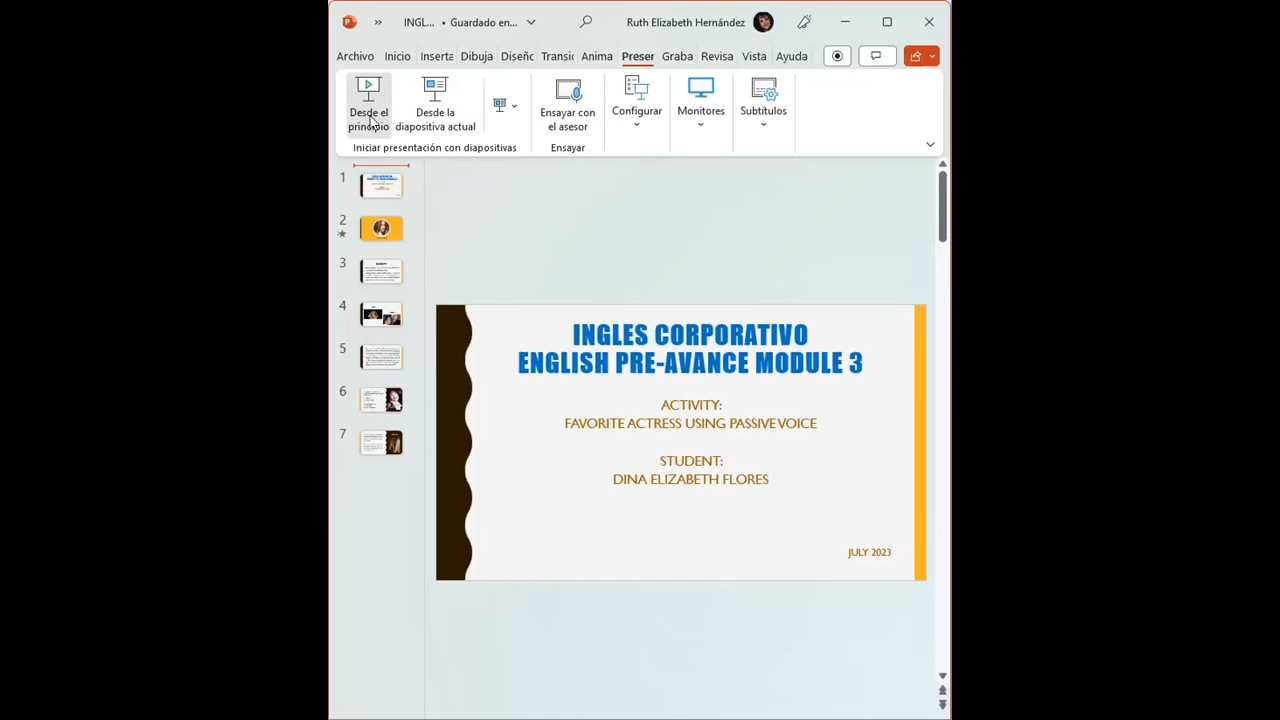 INGL... • Guardado en...
Ruth Elizabeth Hernández
Archivo Inicio Inserta Dibuja Diseño Transic Anima Preser Graba Revisa Vista Ayuda
Desde el principio
Desde la diapositiva actual
Ensayar con el asesor
Configurar
Monitores
Subtítulos
Iniciar presentación con diapositivas
Ensayar
1
2
3
4
5
6
7
INGLES CORPORATIVO
ENGLISH PRE-AVANCE MODULE 3
ACTIVITY:
FAVORITE ACTRESS USING PASSIVE VOICE
STUDENT:
DINA ELIZABETH FLORES
JULY 2023